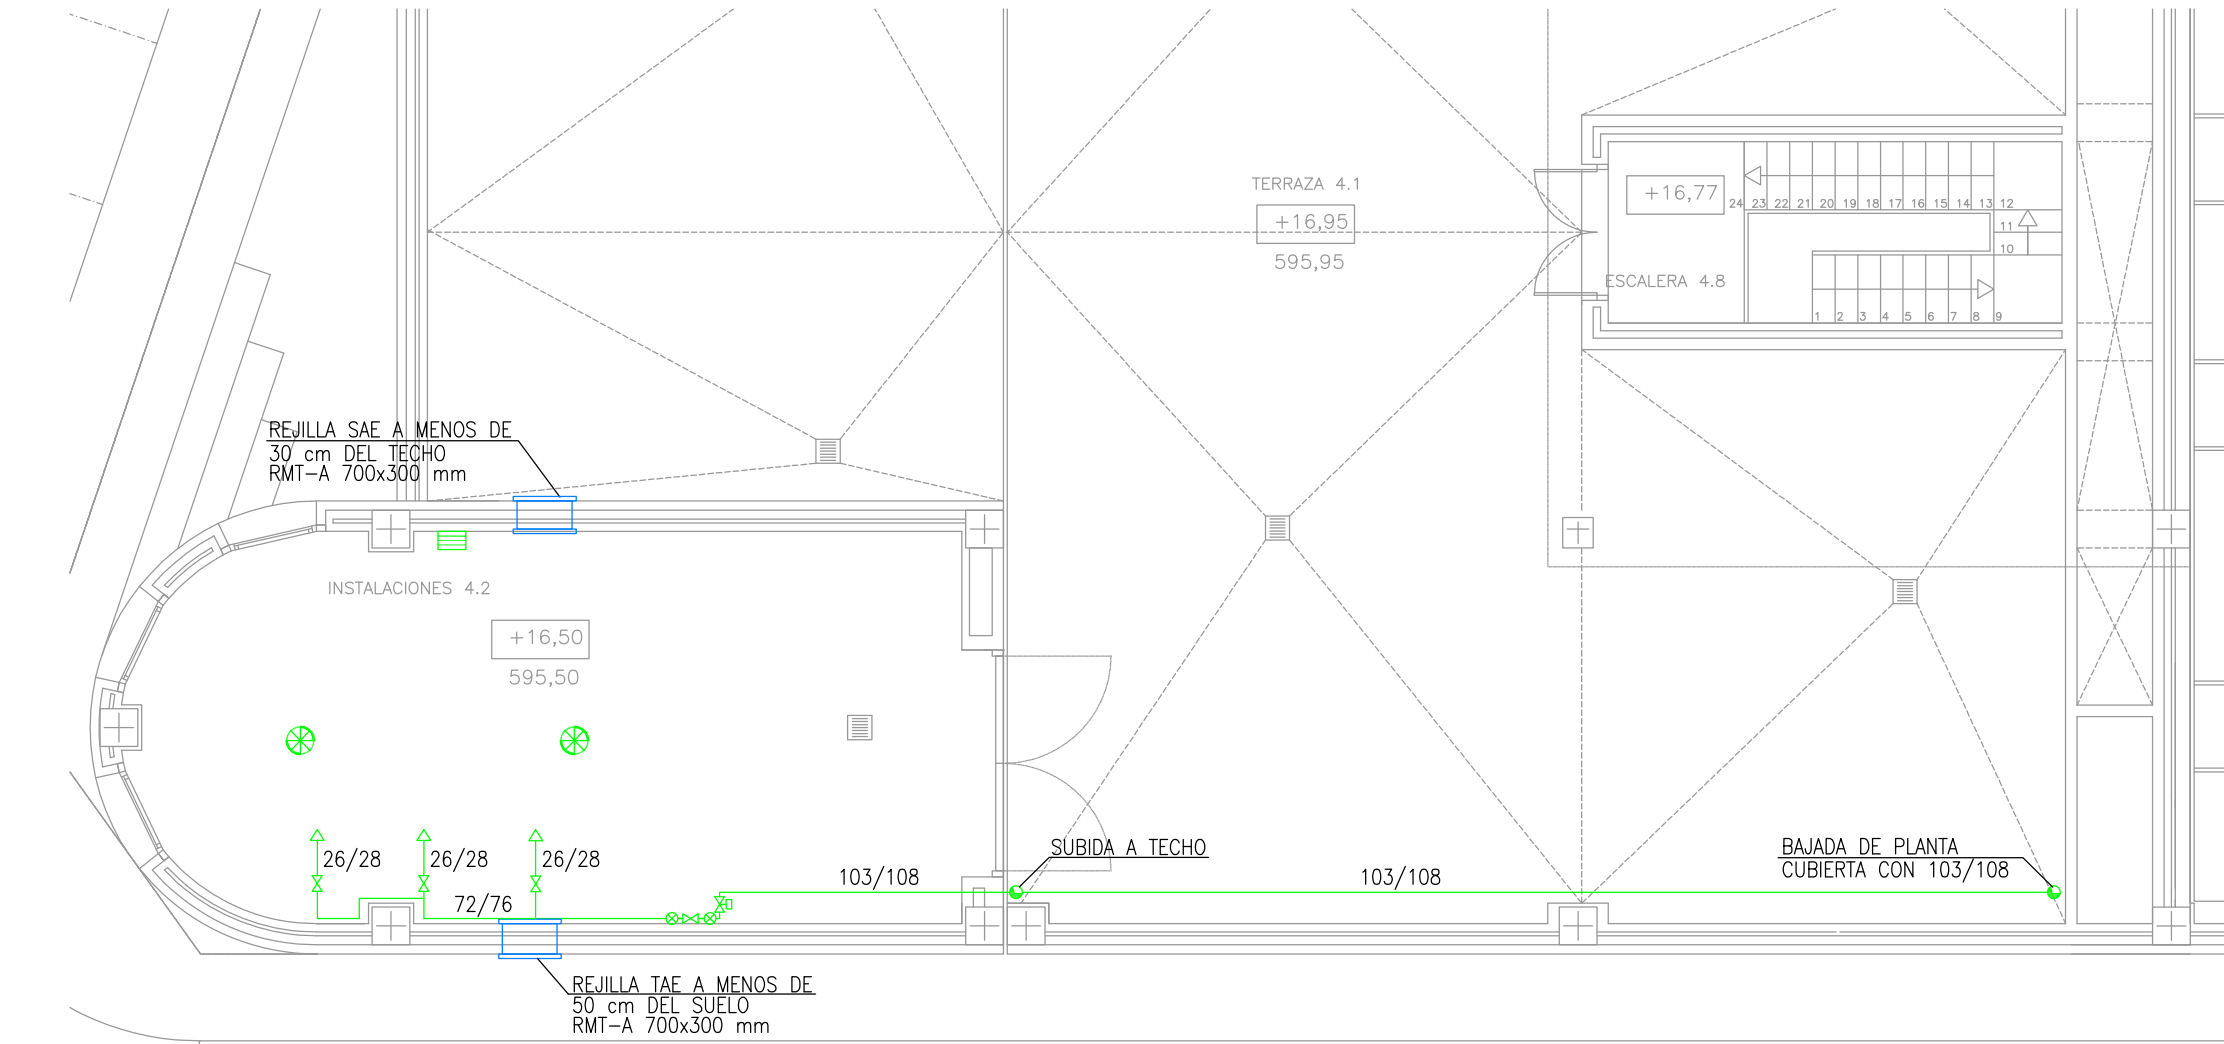 TERRAZA 4.1
+16,95
595,95
+16,77
24 23 22 21 20 19 18 17 16 15 14 13 12
11
10
ESCALERA 4.8
1 2 3 4 5 6 7 8 9
REJILLA SAE A MENOS DE
30 cm DEL TECHO
RMT-A 700x300 mm
INSTALACIONES 4.2
+16,50
595,50
26/28 26/28 26/28
72/76
103/108
SUBIDA A TECHO
103/108
BAJADA DE PLANTA
CUBIERTA CON 103/108
REJILLA TAE A MENOS DE
50 cm DEL SUELO
RMT-A 700x300 mm